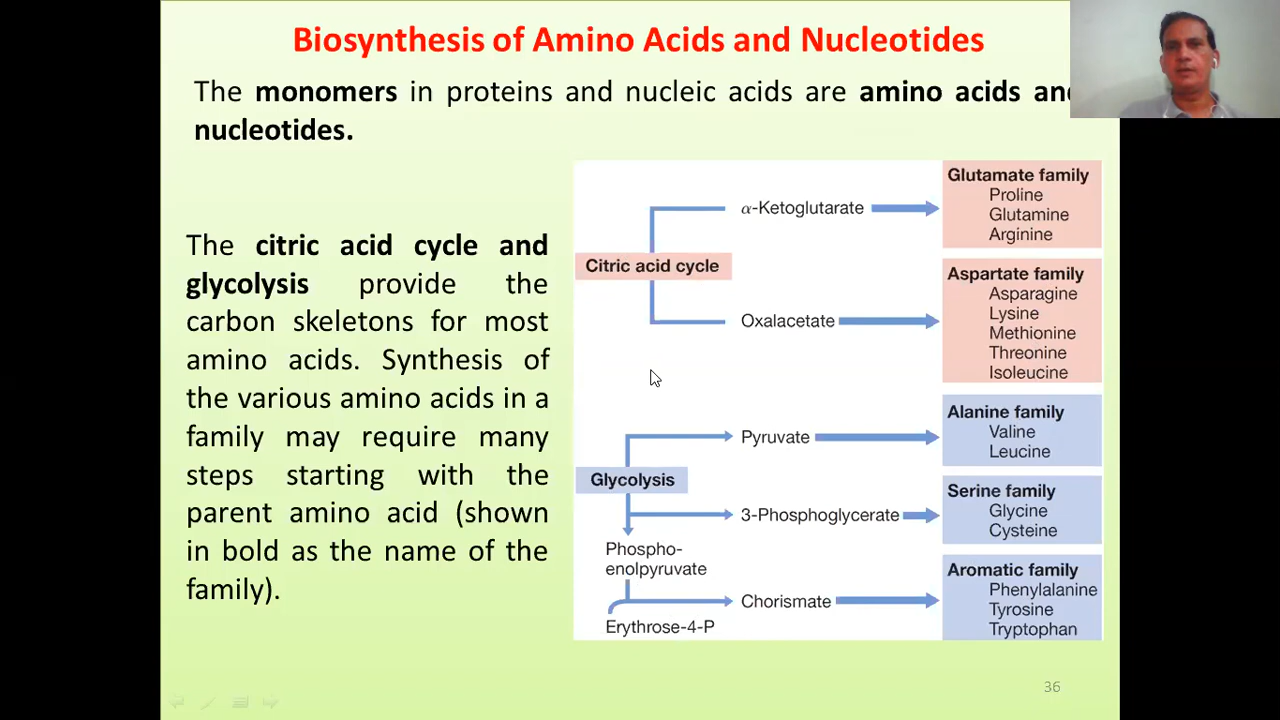 Biosynthesis of Amino Acids and Nucleotides
The monomers in proteins and nucleic acids are amino acids and
nucleotides.
The citric acid cycle and
glycolysis provide the
carbon skeletons for most
amino acids. Synthesis of
the various amino acids in a
family may require many
steps starting with the
parent amino acid (shown
in bold as the name of the
family).
Citric acid cycle
α-Ketoglutarate
Glutamate family
Proline
Glutamine
Arginine
Oxalacetate
Aspartate family
Asparagine
Lysine
Methionine
Threonine
Isoleucine
Glycolysis
Pyruvate
Alanine family
Valine
Leucine
3-Phosphoglycerate
Serine family
Glycine
Cysteine
Phospho-
enolpyruvate
Erythrose-4-P
Chorismate
Aromatic family
Phenylalanine
Tyrosine
Tryptophan
36